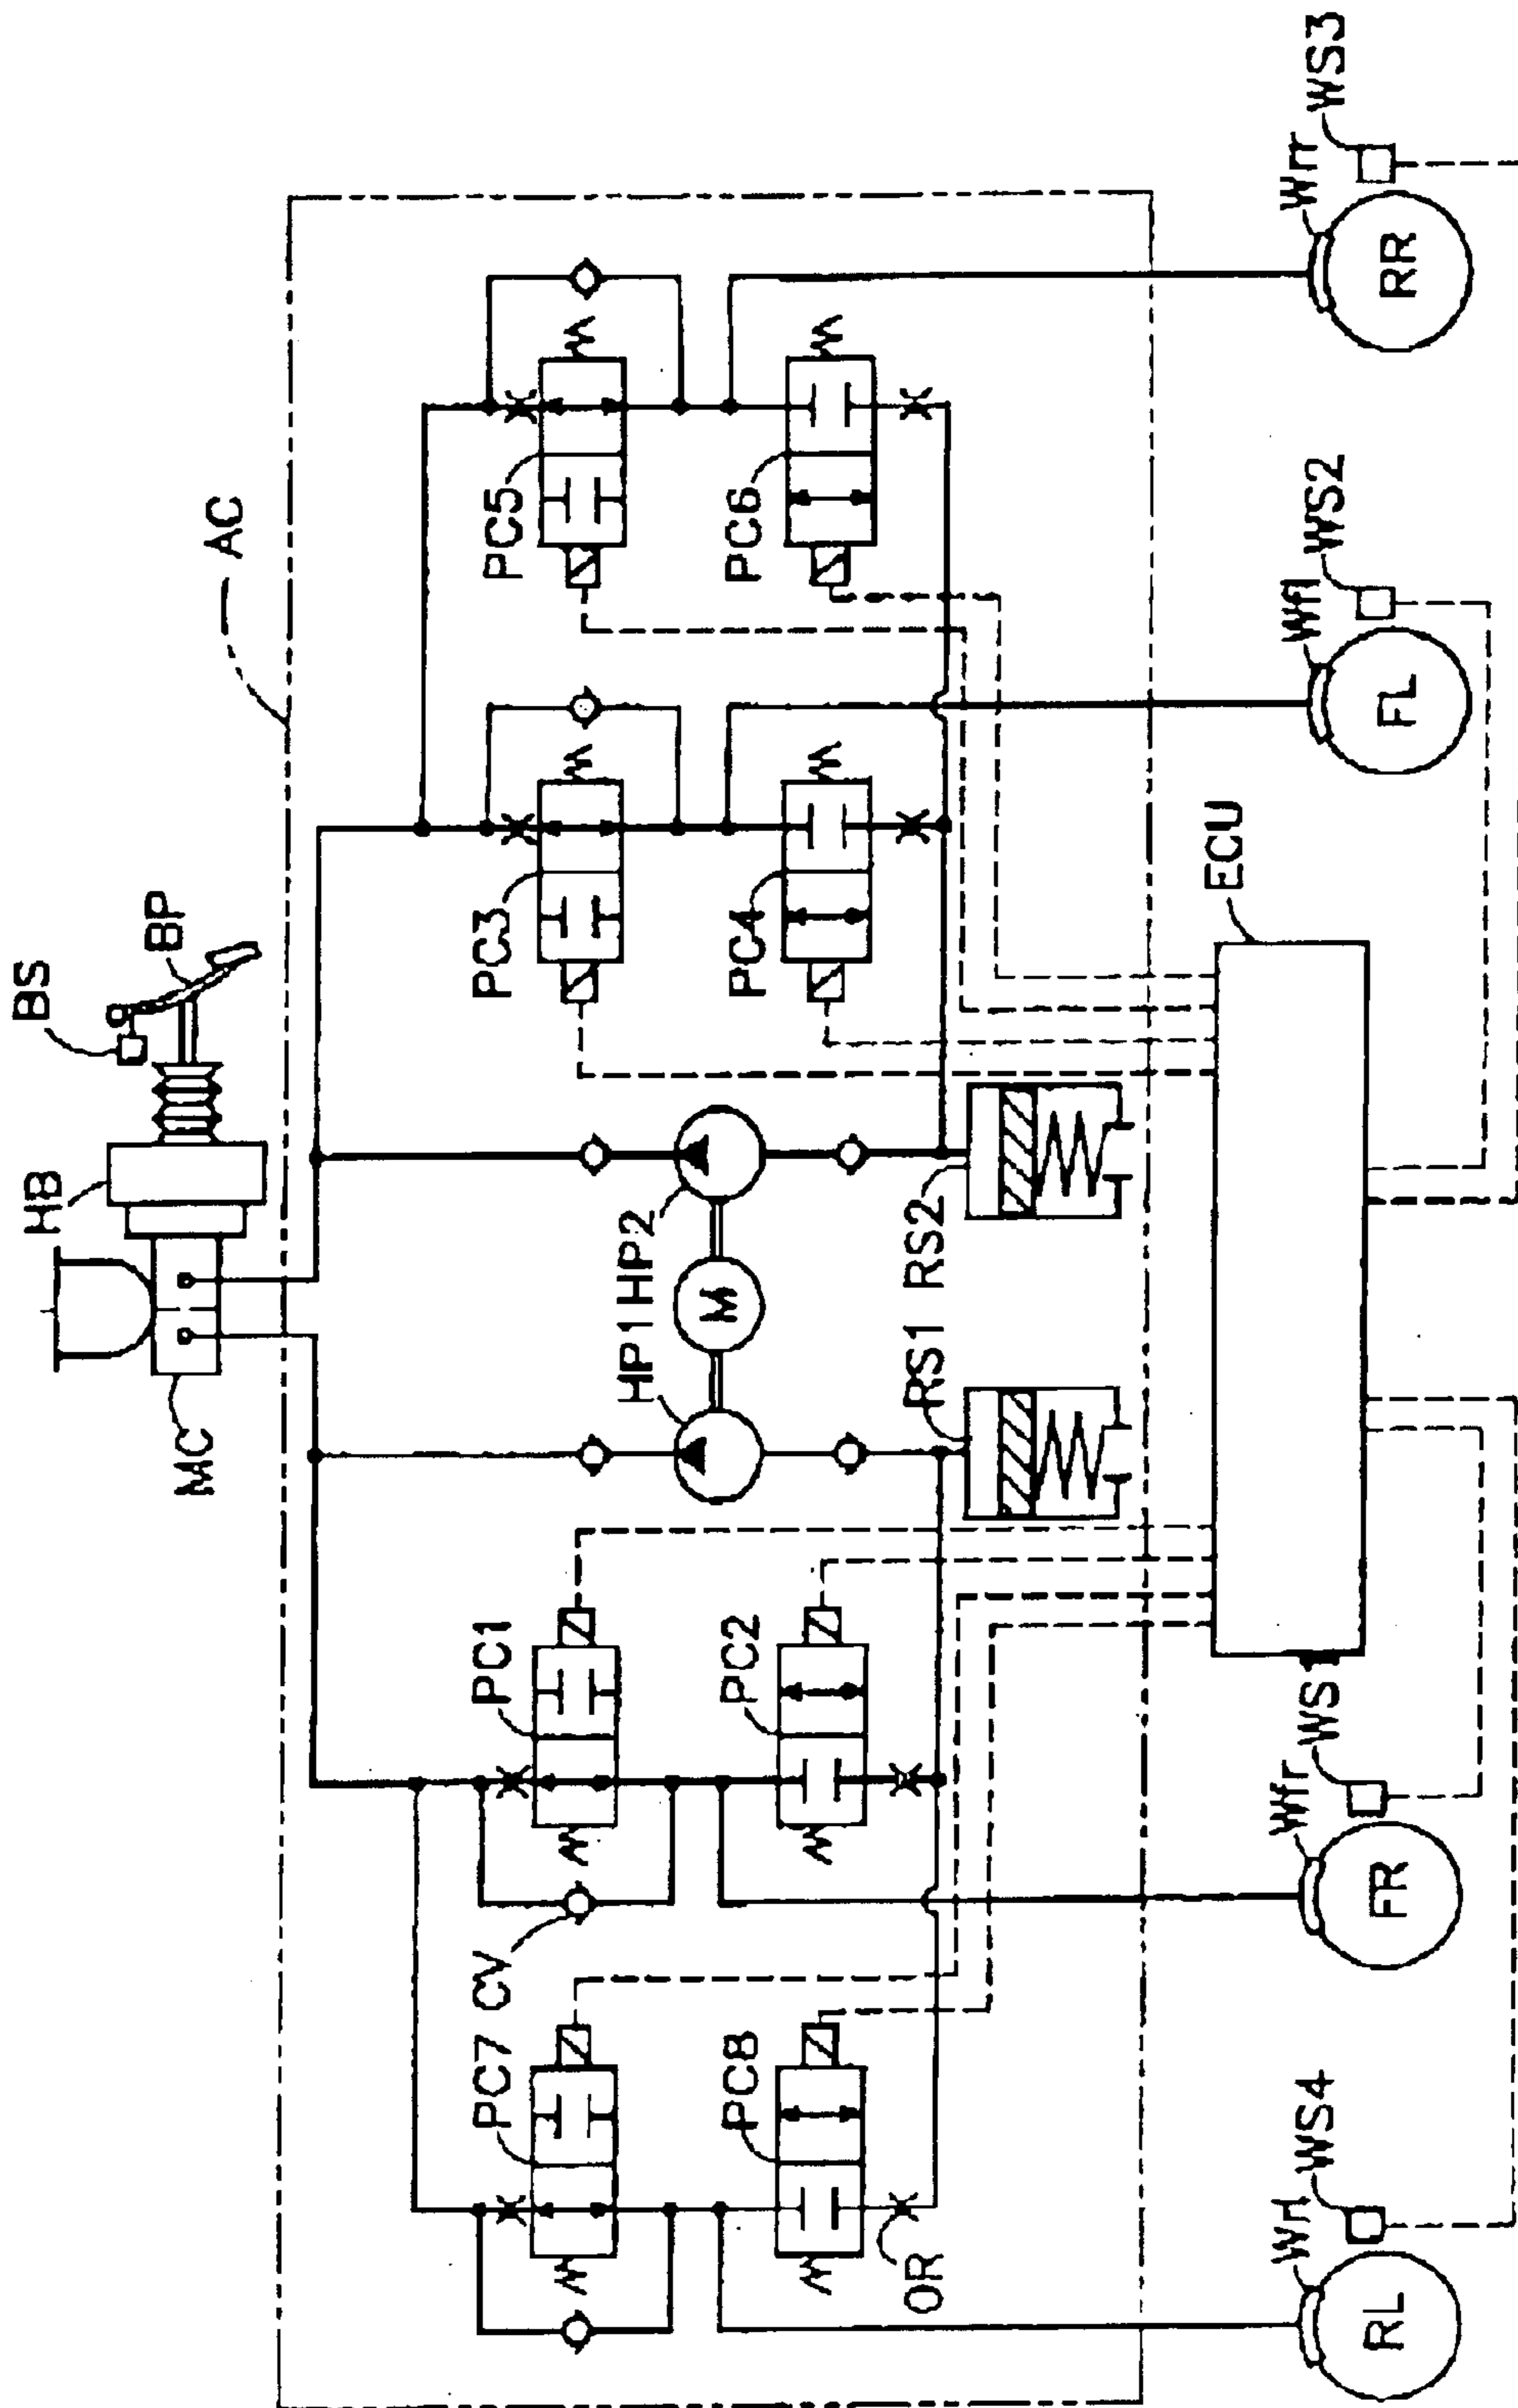 BS
BP
HB
MC
AC
PC7
CV
PC1
HP1
HP2
PC3
PC5
M
PC8
PC2
RS1
RS2
PC4
PC6
OR
ECU
Wrl
WS4
Wfr
WS
Wfl
WS2
Wrr
WS3
RL
FR
FL
RR